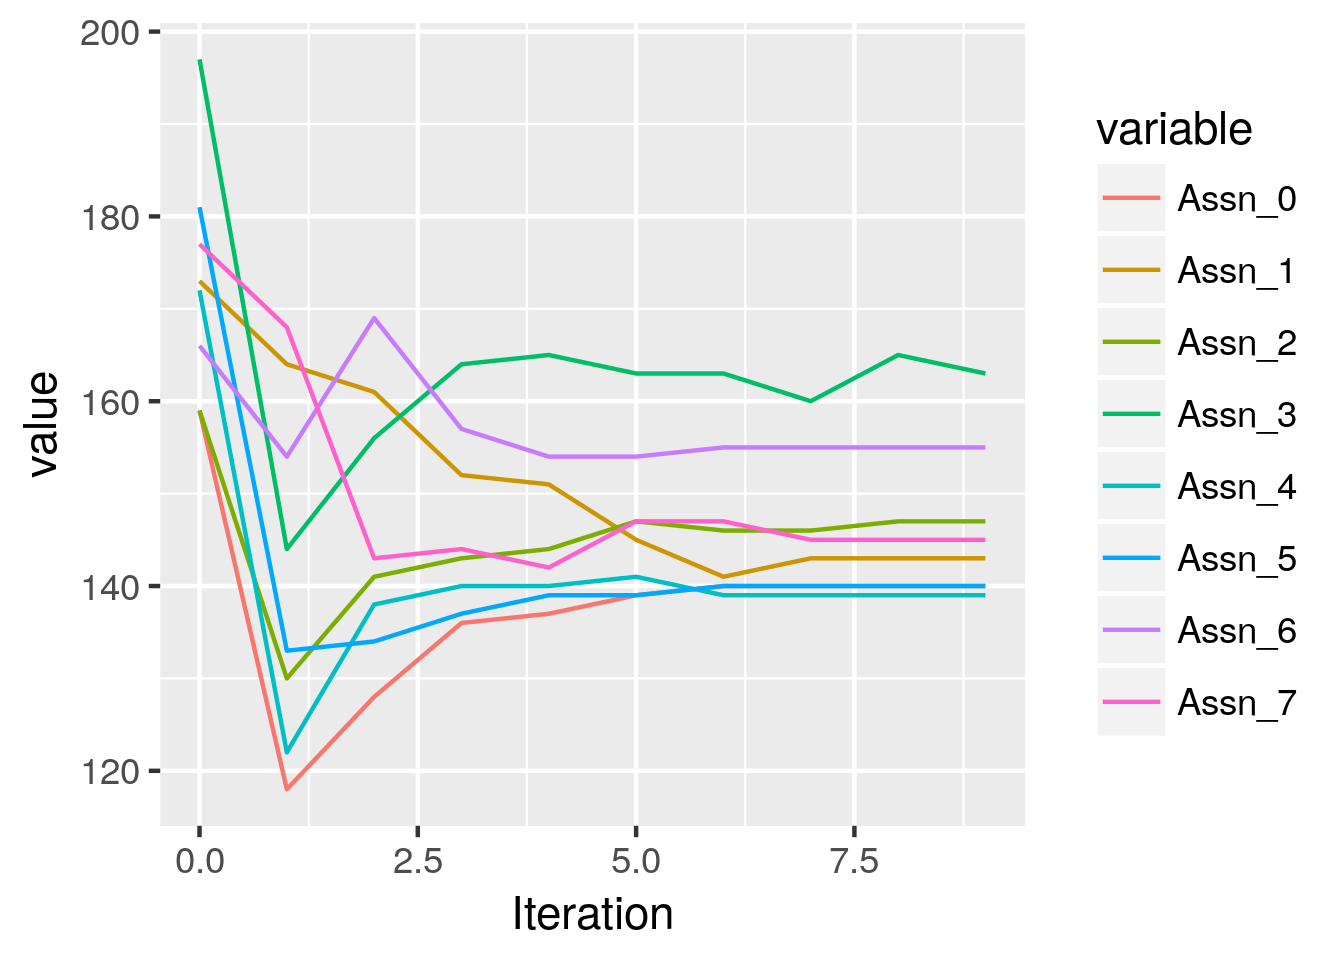 200
180
160
140
120
value
0.0 2.5 5.0 7.5
Iteration
variable
Assn_0
Assn_1
Assn_2
Assn_3
Assn_4
Assn_5
Assn_6
Assn_7